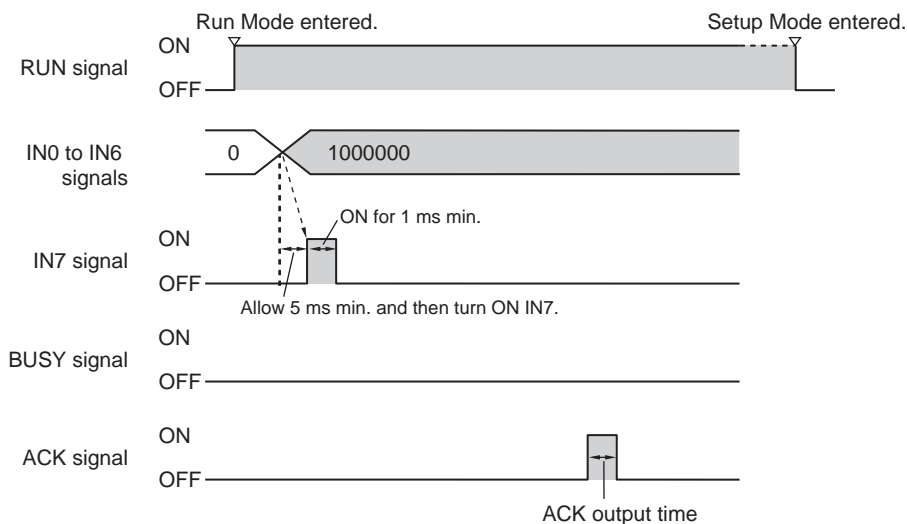 Run Mode entered.
Setup Mode entered.
ON
RUN signal
OFF
IN0 to IN6
signals
0
1000000
ON for 1 ms min.
ON
IN7 signal
OFF
Allow 5 ms min. and then turn ON IN7.
ON
BUSY signal
OFF
ON
ACK signal
OFF
ACK output time